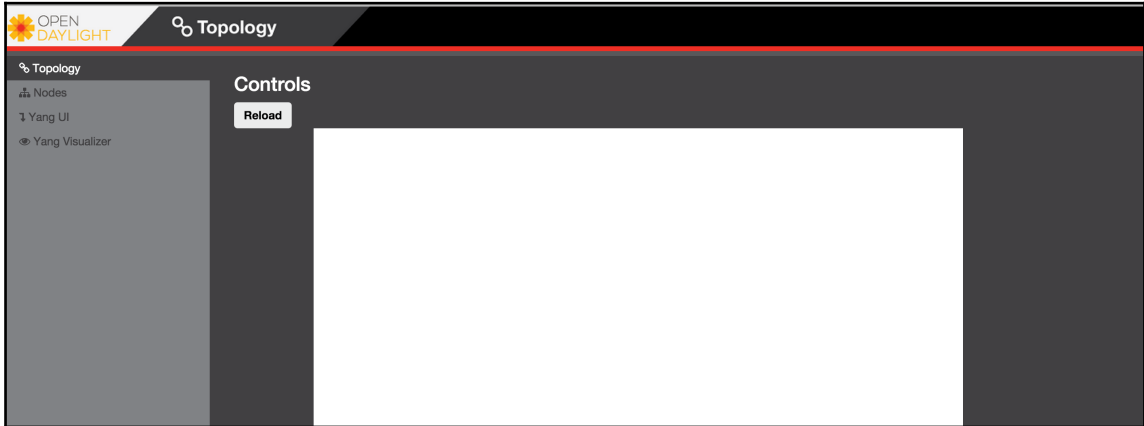 OPEN
DAYLIGHT
Topology
Topology
Nodes
Yang UI
Yang Visualizer
Controls
Reload